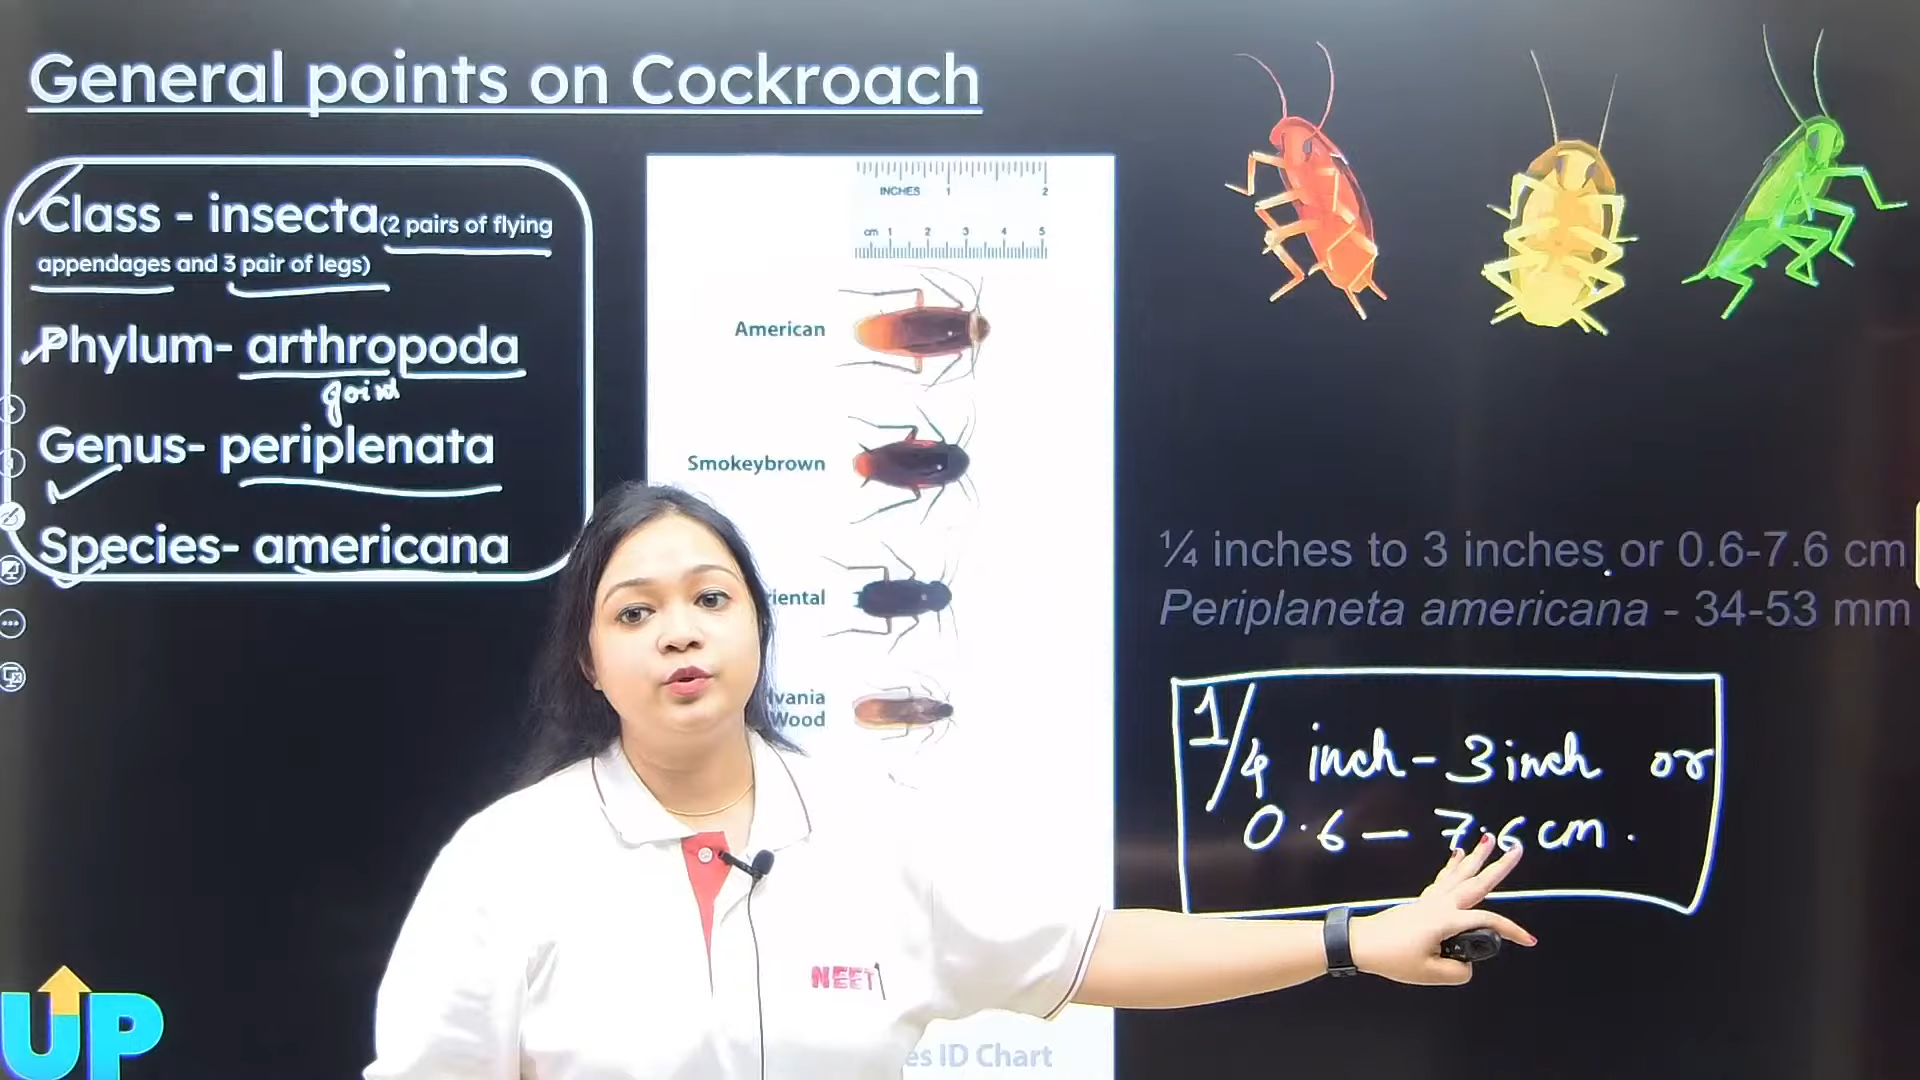 General points on Cockroach
Class - insecta(2 pairs of flying
appendages and 3 pair of legs)
Phylum- arthropoda
joint
Genus- periplenata
Species- americana
INCHES 1 2
cm 1 2 3 4 5
American
Smokeybrown
iental
vania
Wood
es ID Chart
¼ inches to 3 inches or 0.6-7.6 cm
Periplaneta americana - 34-53 mm
1/4 inch - 3 inch or
0.6 - 7.6 cm.
NEET
UP